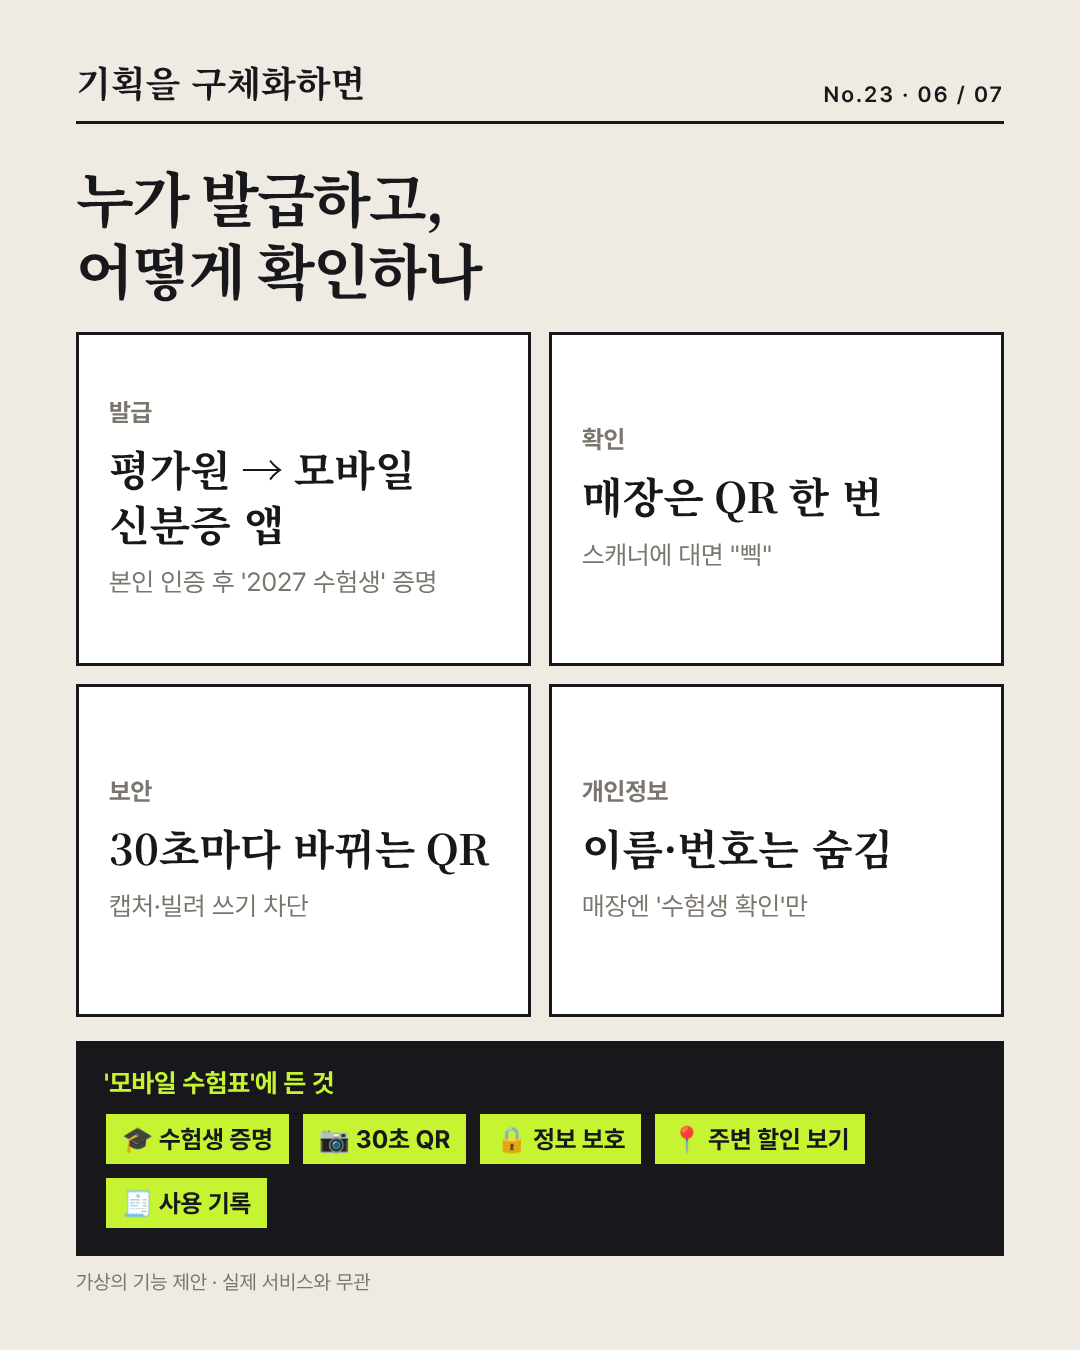 기획을 구체화하면
No.23 · 06 / 07
누가 발급하고,
어떻게 확인하나
발급
평가원 → 모바일
신분증 앱
본인 인증 후 '2027 수험생' 증명
확인
매장은 QR 한 번
스캐너에 대면 "삑"
보안
30초마다 바뀌는 QR
캡처·빌려 쓰기 차단
개인정보
이름·번호는 숨김
매장엔 '수험생 확인'만
'모바일 수험표'에 든 것
🎓 수험생 증명
📷 30초 QR
🔒 정보 보호
📍 주변 할인 보기
🧾 사용 기록
가상의 기능 제안 · 실제 서비스와 무관